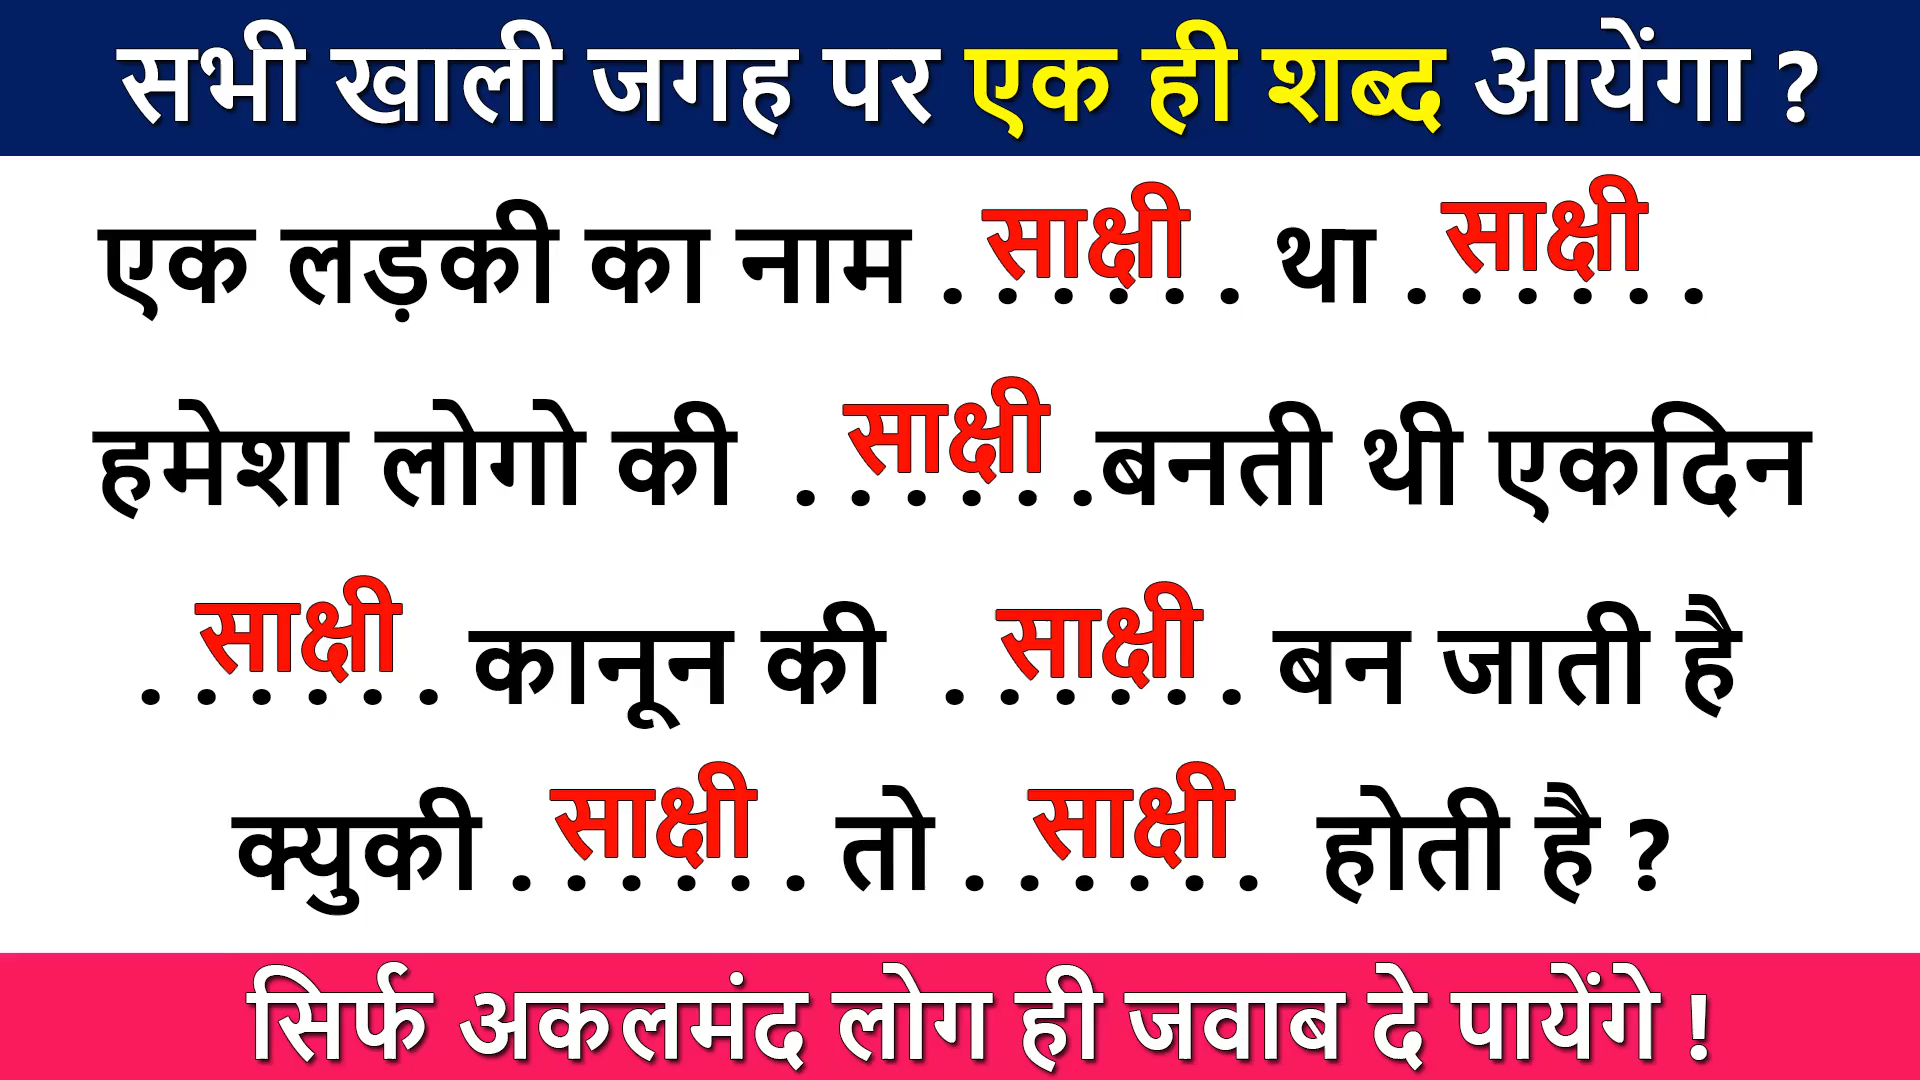 सभी खाली जगह पर एक ही शब्द आयेंगा ?
एक लड़की का नाम . साक्षी . . . . . था . साक्षी . . . . .
हमेशा लोगो की . साक्षी . . . . .बनती थी एकदिन
. साक्षी . . . . . कानून की . साक्षी . . . . . बन जाती है
क्युकी . साक्षी . . . . . तो . साक्षी . . . . . होती है ?
सिर्फ अकलमंद लोग ही जवाब दे पायेंगे !